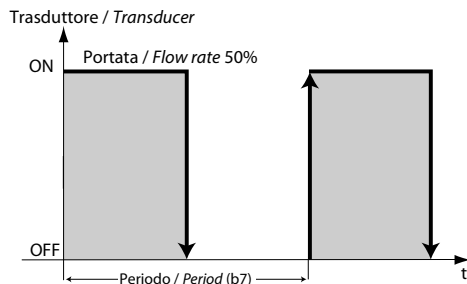 Trasduttore / Transducer
ON
Portata / Flow rate 50%
OFF
t
Periodo / Period (b7)